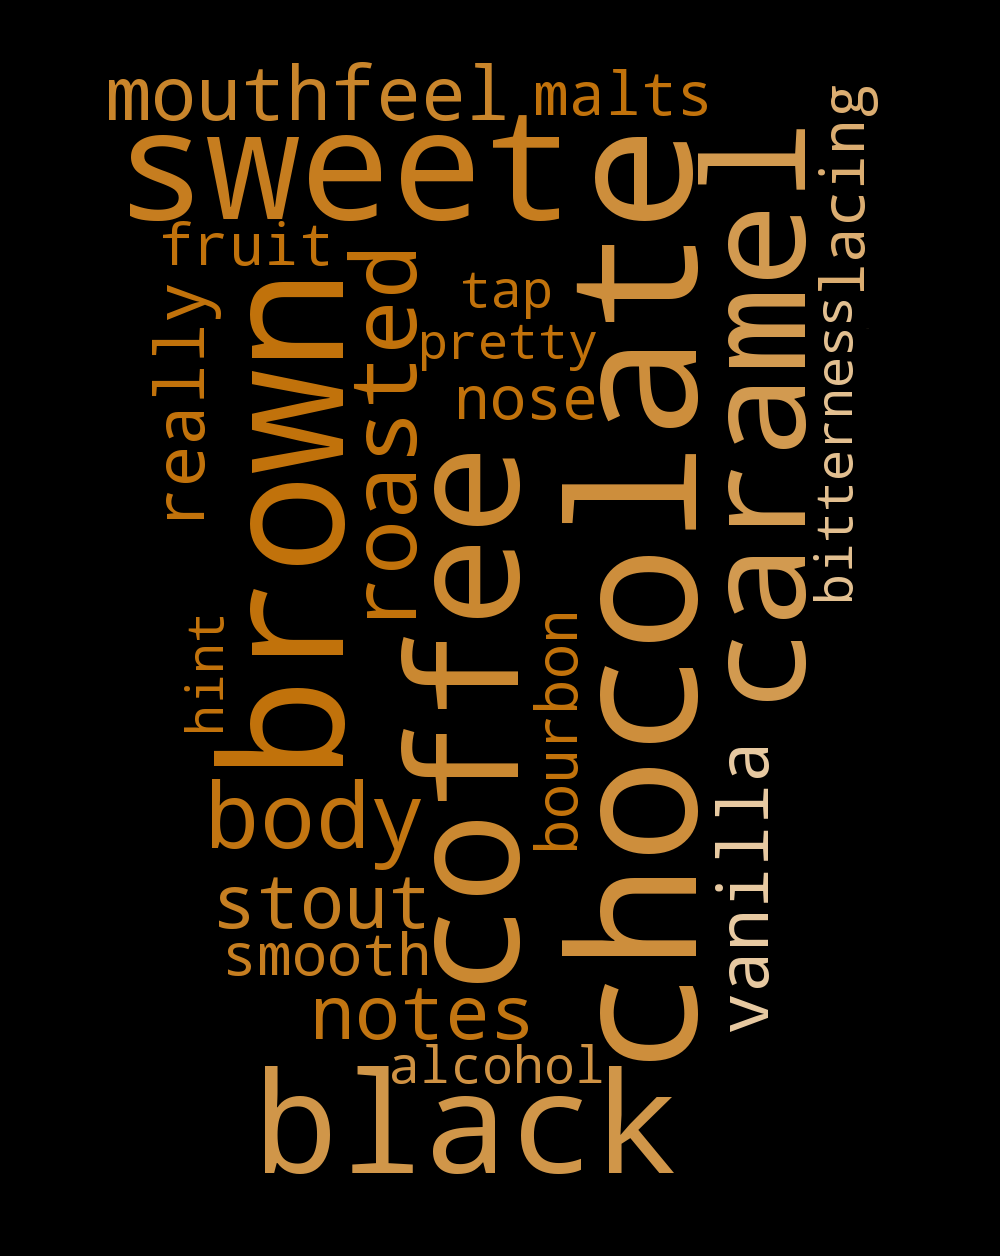 mouthfeel
malts
sweet
lacing
caramel
chocolate
fruit
roasted
tap
really
brown
bitterness
pretty
nose
coffee
bourbon
hint
vanilla
body
stout
smooth
notes
alcohol
black